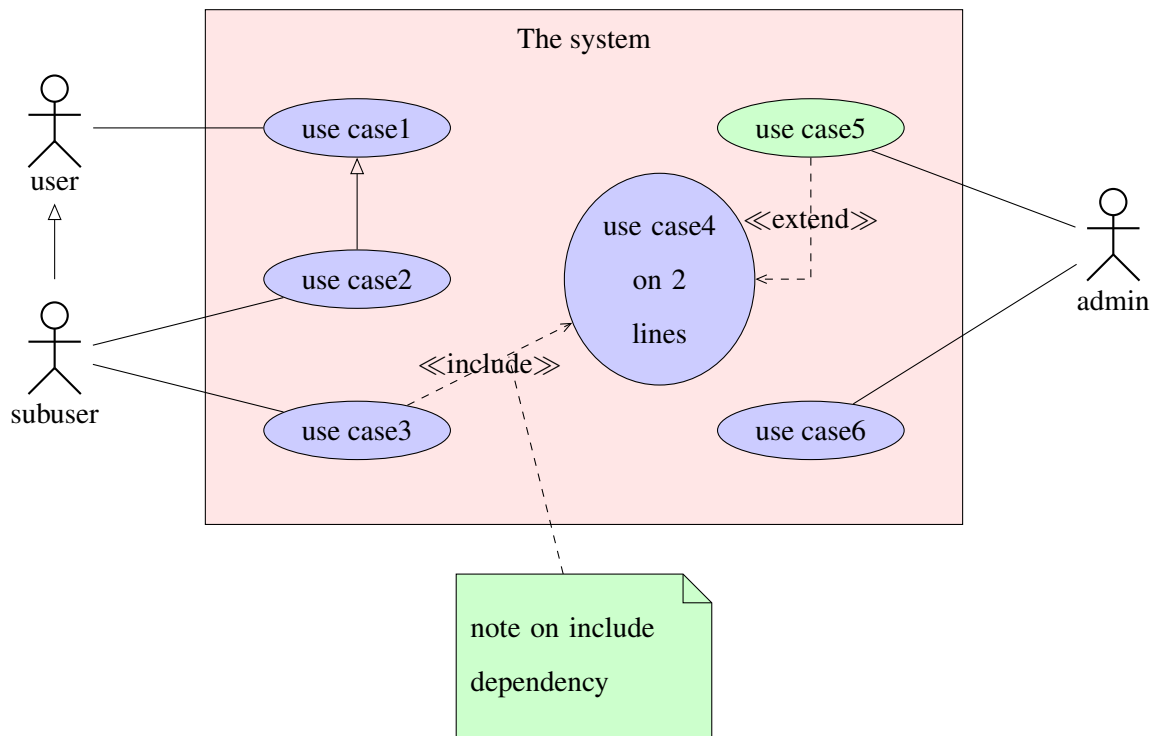 The system
user
use case1
use case5
use case4
on 2
lines
≪extend≫
use case2
admin
subuser
≪include≫
use case3
use case6
note on include
dependency